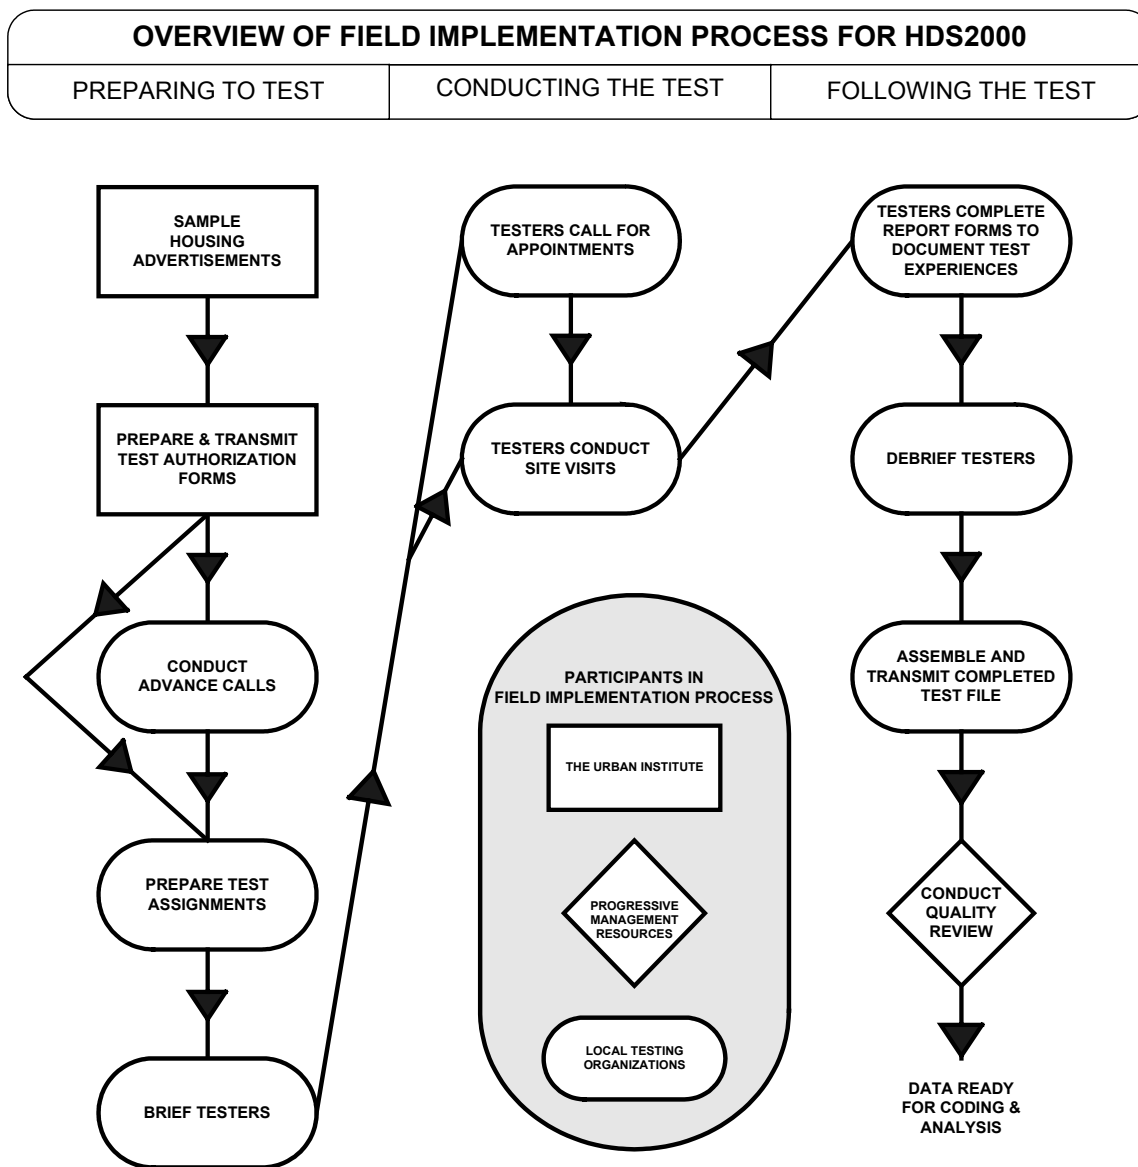 OVERVIEW OF FIELD IMPLEMENTATION PROCESS FOR HDS2000
PREPARING TO TEST
CONDUCTING THE TEST
FOLLOWING THE TEST
SAMPLE
HOUSING
ADVERTISEMENTS
PREPARE & TRANSMIT
TEST AUTHORIZATION
FORMS
CONDUCT
ADVANCE CALLS
PREPARE TEST
ASSIGNMENTS
BRIEF TESTERS
TESTERS CALL FOR
APPOINTMENTS
TESTERS CONDUCT
SITE VISITS
PARTICIPANTS IN
FIELD IMPLEMENTATION PROCESS
THE URBAN INSTITUTE
PROGRESSIVE
MANAGEMENT
RESOURCES
LOCAL TESTING
ORGANIZATIONS
TESTERS COMPLETE
REPORT FORMS TO
DOCUMENT TEST
EXPERIENCES
DEBRIEF TESTERS
ASSEMBLE AND
TRANSMIT COMPLETED
TEST FILE
CONDUCT
QUALITY
REVIEW
DATA READY
FOR CODING &
ANALYSIS